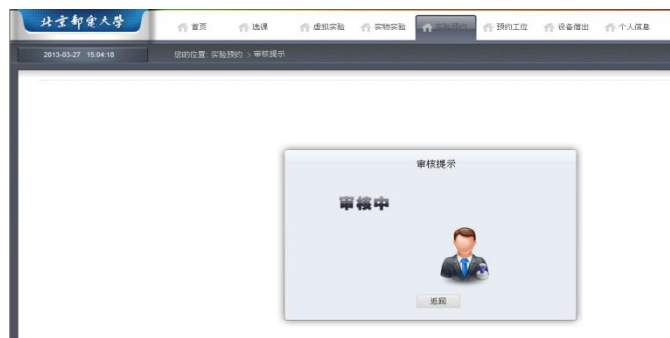 北京邮电大学
首页 选课 虚拟实验 实物实验 实验预约 预约工位 设备借出 个人信息
2013-03-27 15:04:18
您的位置: 实验预约 > 审核提示
审核提示
审核中
返回